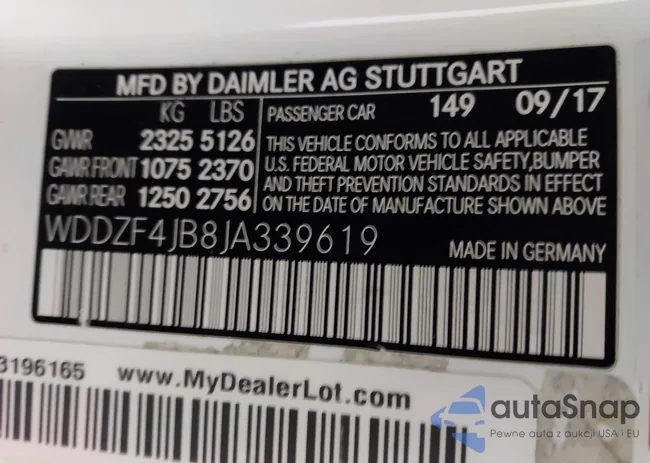 MFD BY DAIMLER AG STUTTGART
KG LBS PASSENGER CAR 149 09/17
GVWR 2325 5126
GAWR FRONT 1075 2370
GAWR REAR 1250 2756
THIS VEHICLE CONFORMS TO ALL APPLICABLE
U.S. FEDERAL MOTOR VEHICLE SAFETY,BUMPER
AND THEFT PREVENTION STANDARDS IN EFFECT
ON THE DATE OF MANUFACTURE SHOWN ABOVE
WDDZF4JB8JA339619
MADE IN GERMANY
3196165 www.MyDealerLot.com
autoSnap
Pewne auta z aukcji USA i EU